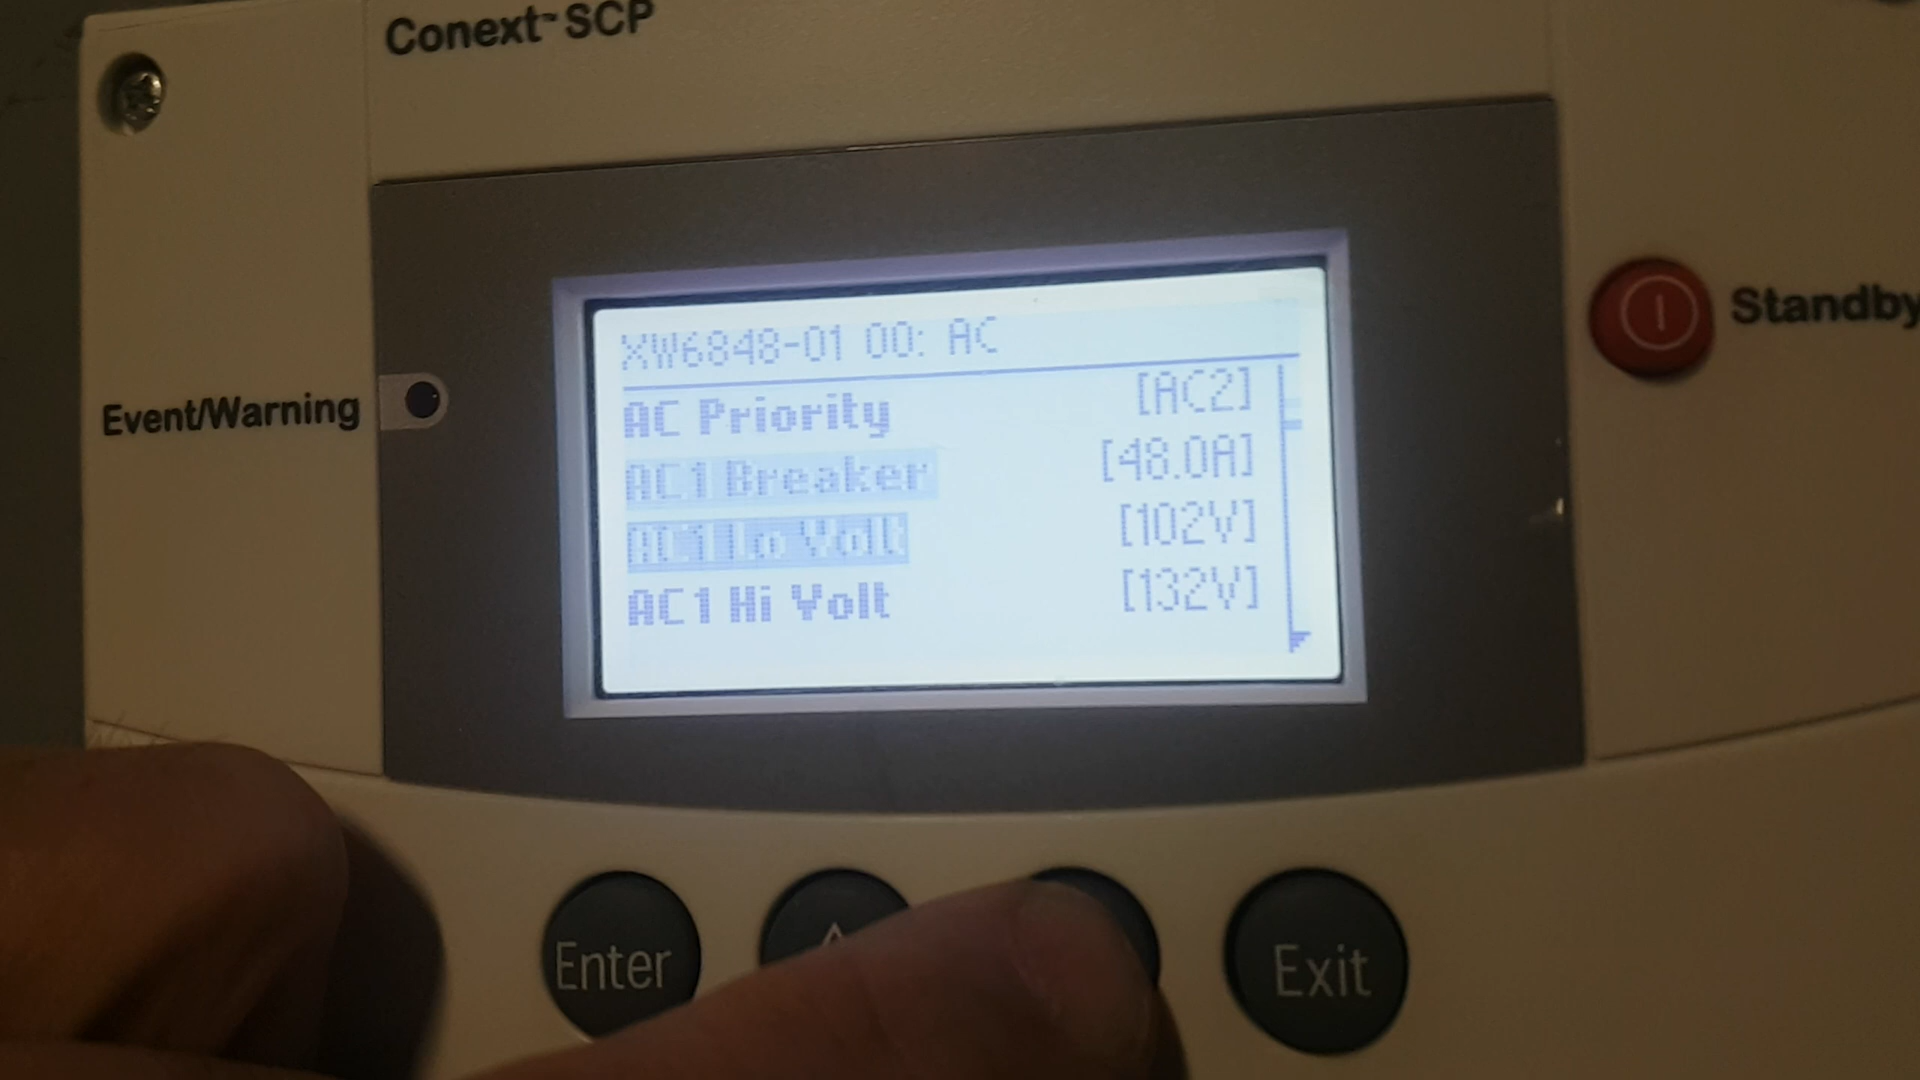 Conext™ SCP
Event/Warning
Standby
XW6848-01 00: AC
AC Priority [AC2]
AC1 Breaker [48.0A]
AC1 Lo Volt [102V]
AC1 Hi Volt [132V]
Enter
Exit